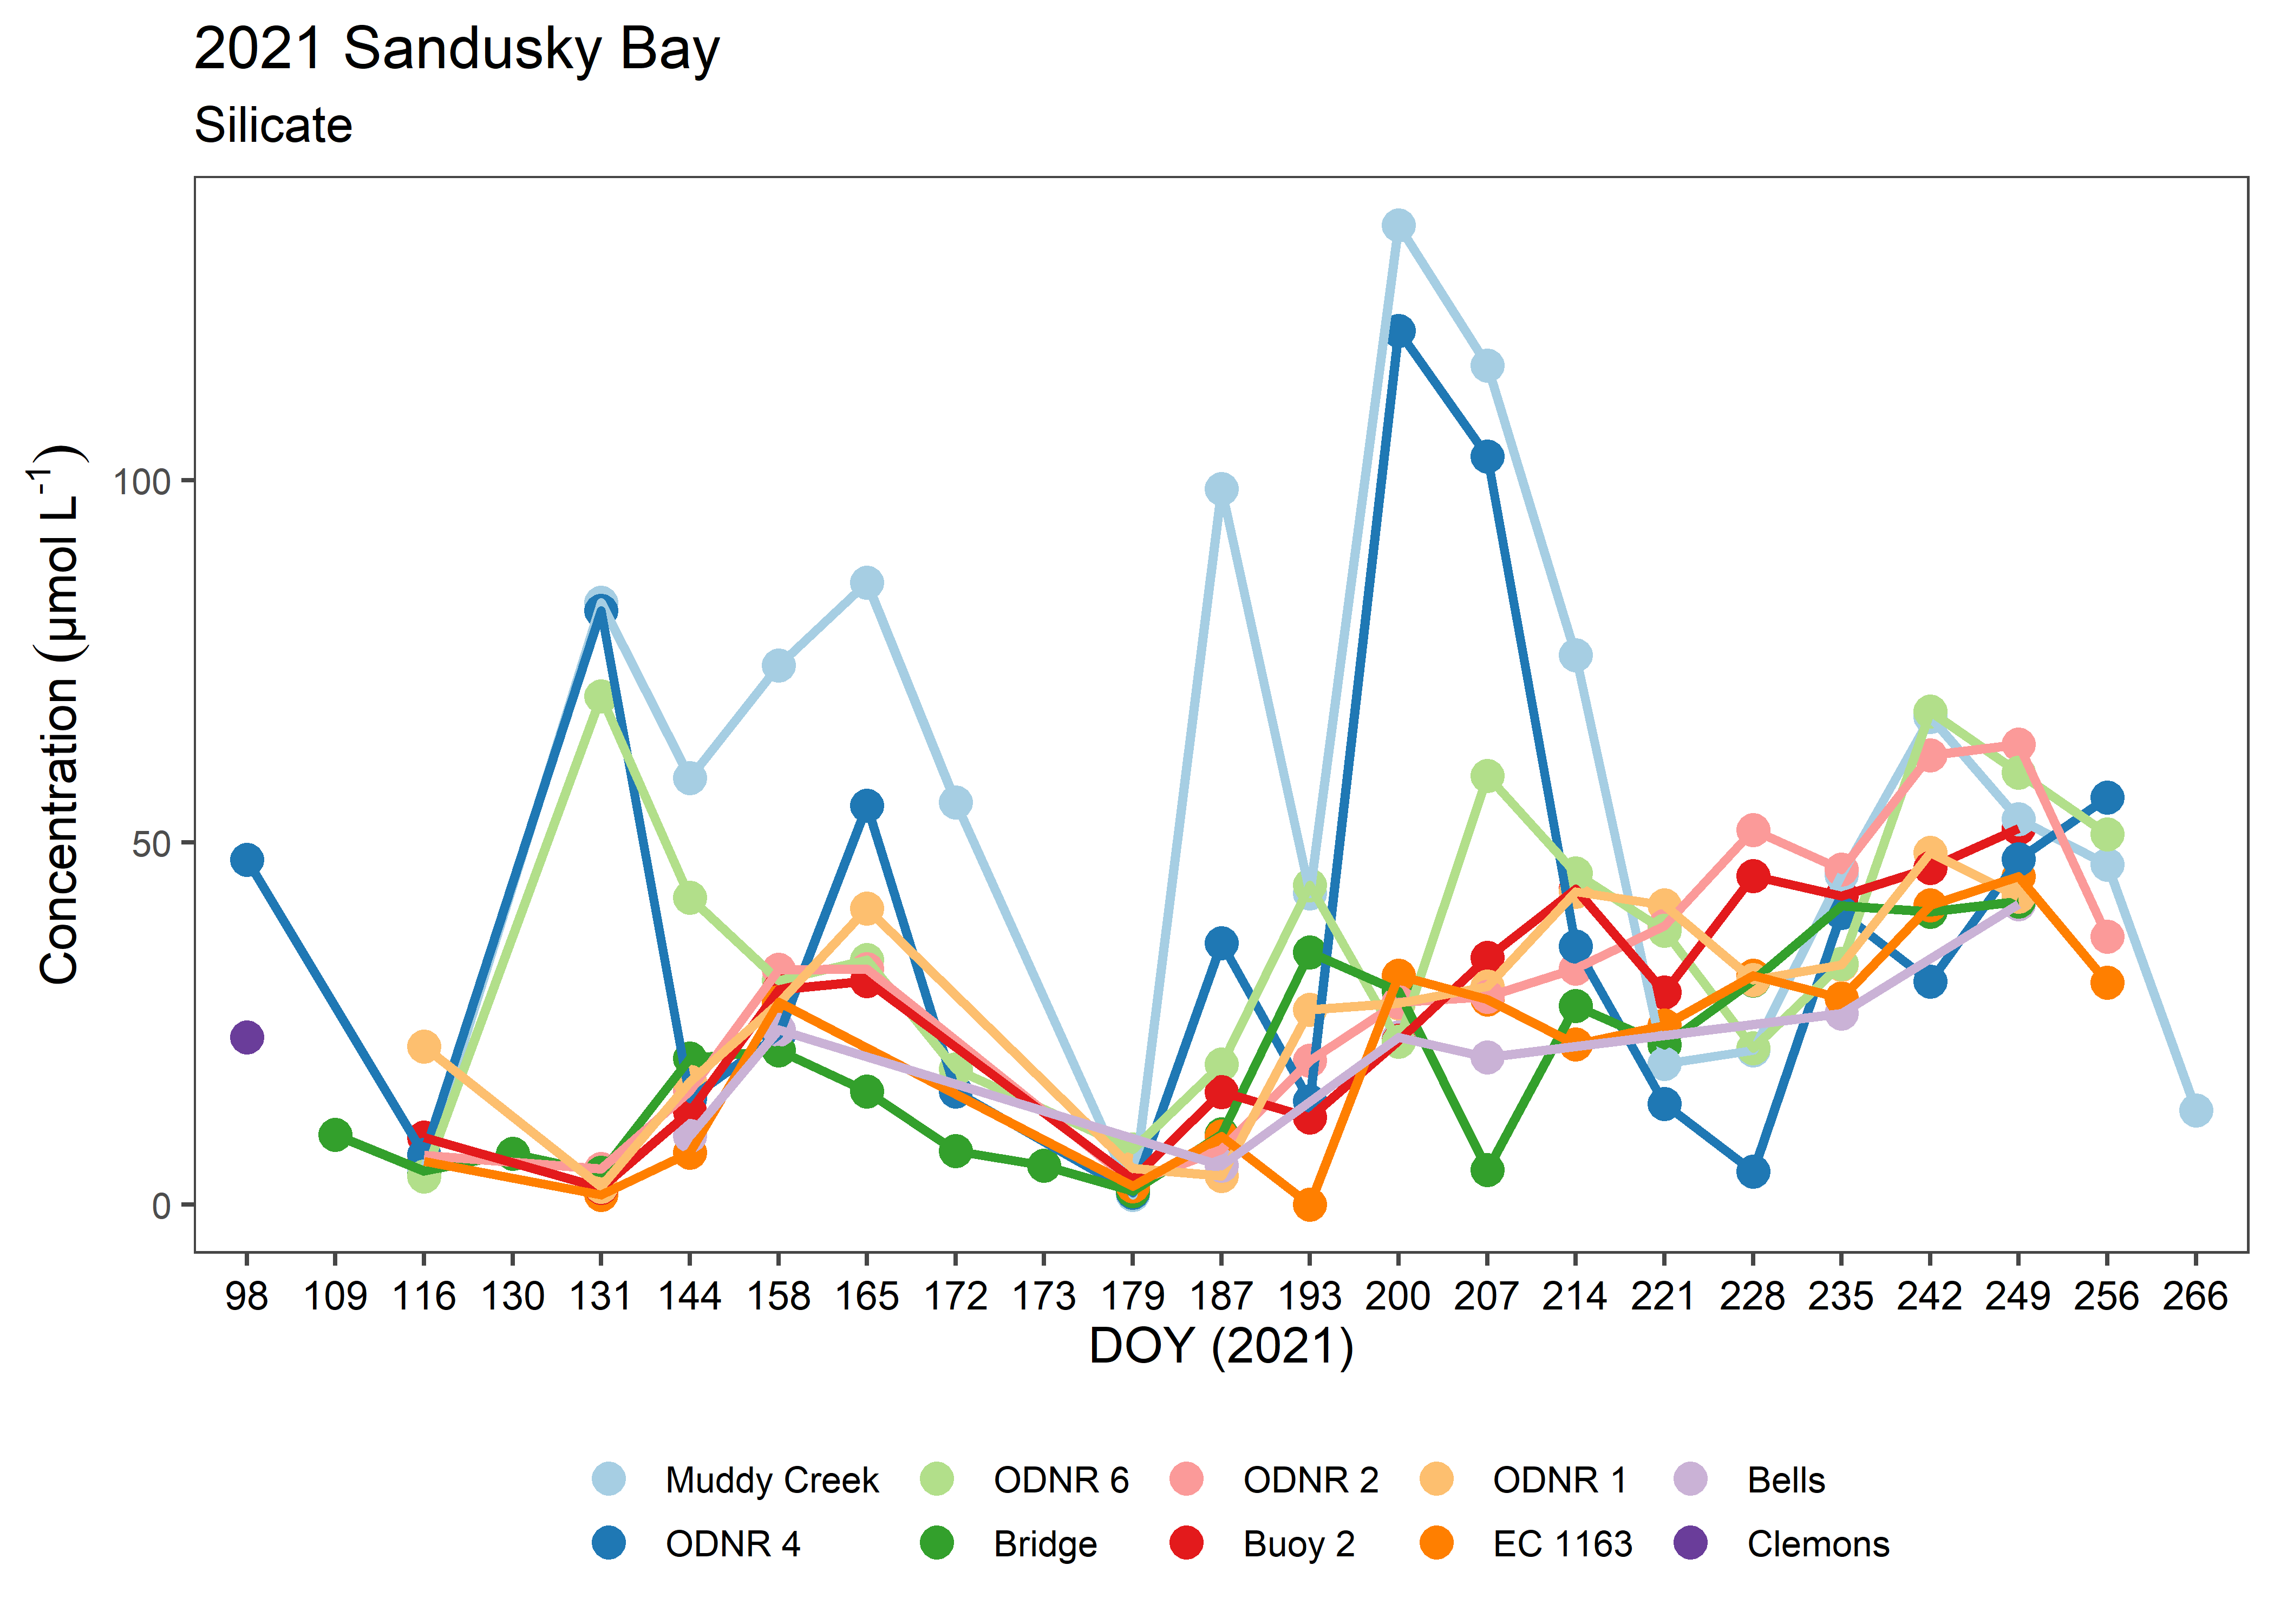 2021 Sandusky Bay
Silicate
Concentration (µmol L⁻¹)
100
50
0
98 109 116 130 131 144 158 165 172 173 179 187 193 200 207 214 221 228 235 242 249 256 266
DOY (2021)
Muddy Creek ODNR 6 ODNR 2 ODNR 1 Bells
ODNR 4 Bridge Buoy 2 EC 1163 Clemons